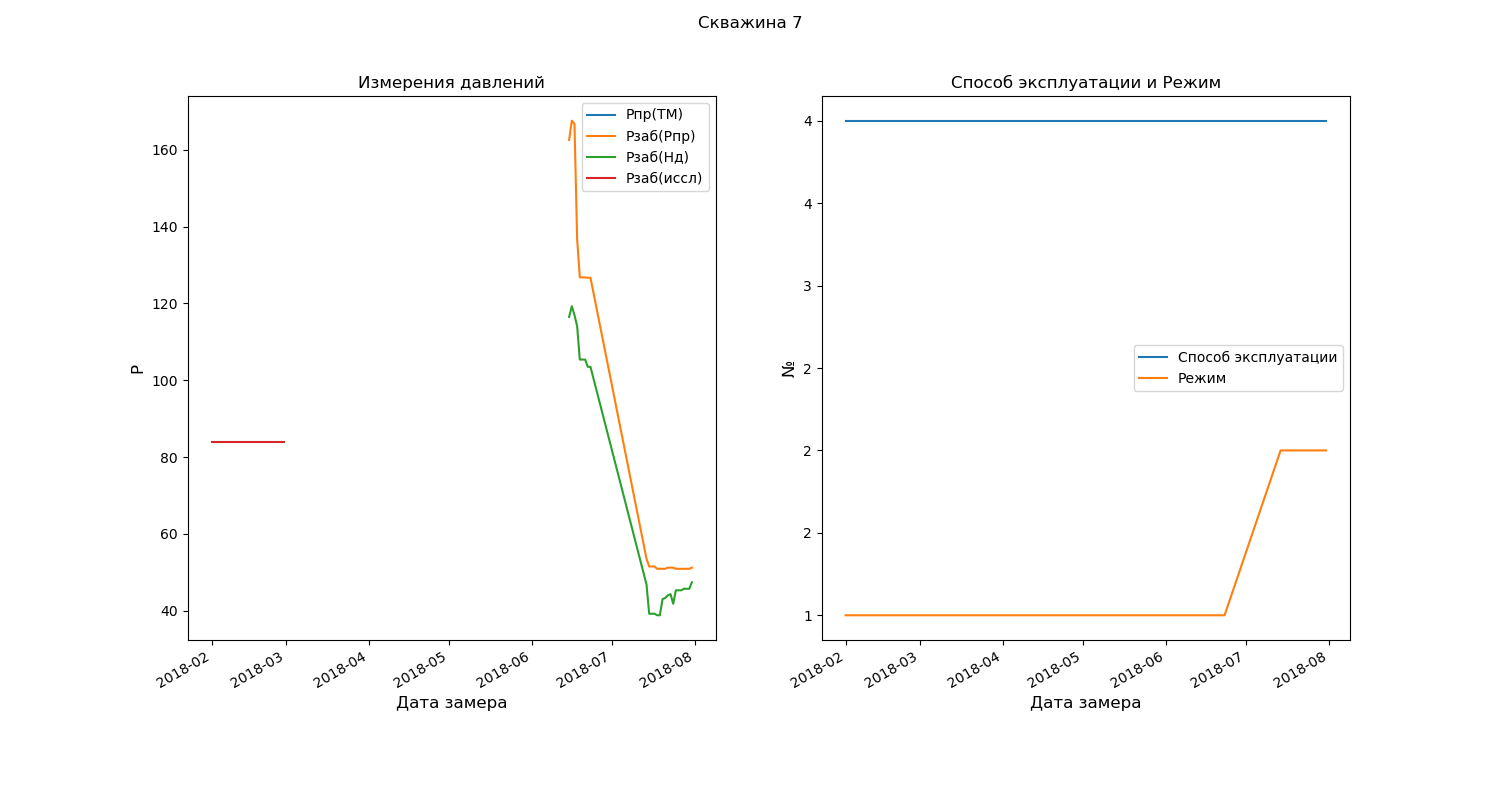 Скважина 7
Измерения давлений
Pпр(ТМ)
Pзаб(Рпр)
Pзаб(Нд)
Pзаб(иссл)
160
140
120
100
80
60
40
P
2018-02
2018-03
2018-04
2018-05
2018-06
2018-07
2018-08
Дата замера
Способ эксплуатации и Режим
4
4
3
2
2
2
1
№
Способ эксплуатации
Режим
2018-02
2018-03
2018-04
2018-05
2018-06
2018-07
2018-08
Дата замера